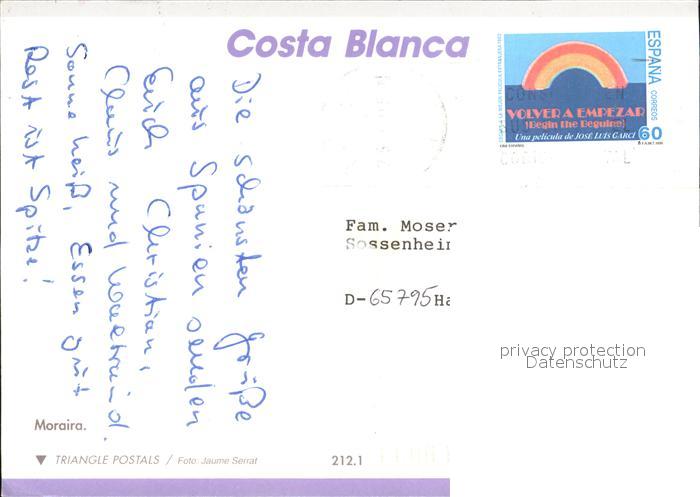 Costa Blanca
Die schönsten Grüße
aus Spanien senden
Euch Christian,
Claus und Waltraud.
Sonne heiß, Essen gut
Rest ist Spitze!
Moraira.
▼ TRIANGLE POSTALS / Foto: Jaume Serrat
212.1
ESPAÑA
CORREOS
VOLVER A EMPEZAR
(Begin the Beguine)
Una película de JOSÉ LUIS GARCI
60
Fam. Moser
Sossenheim
D-65795 Ha
privacy protection
Datenschutz